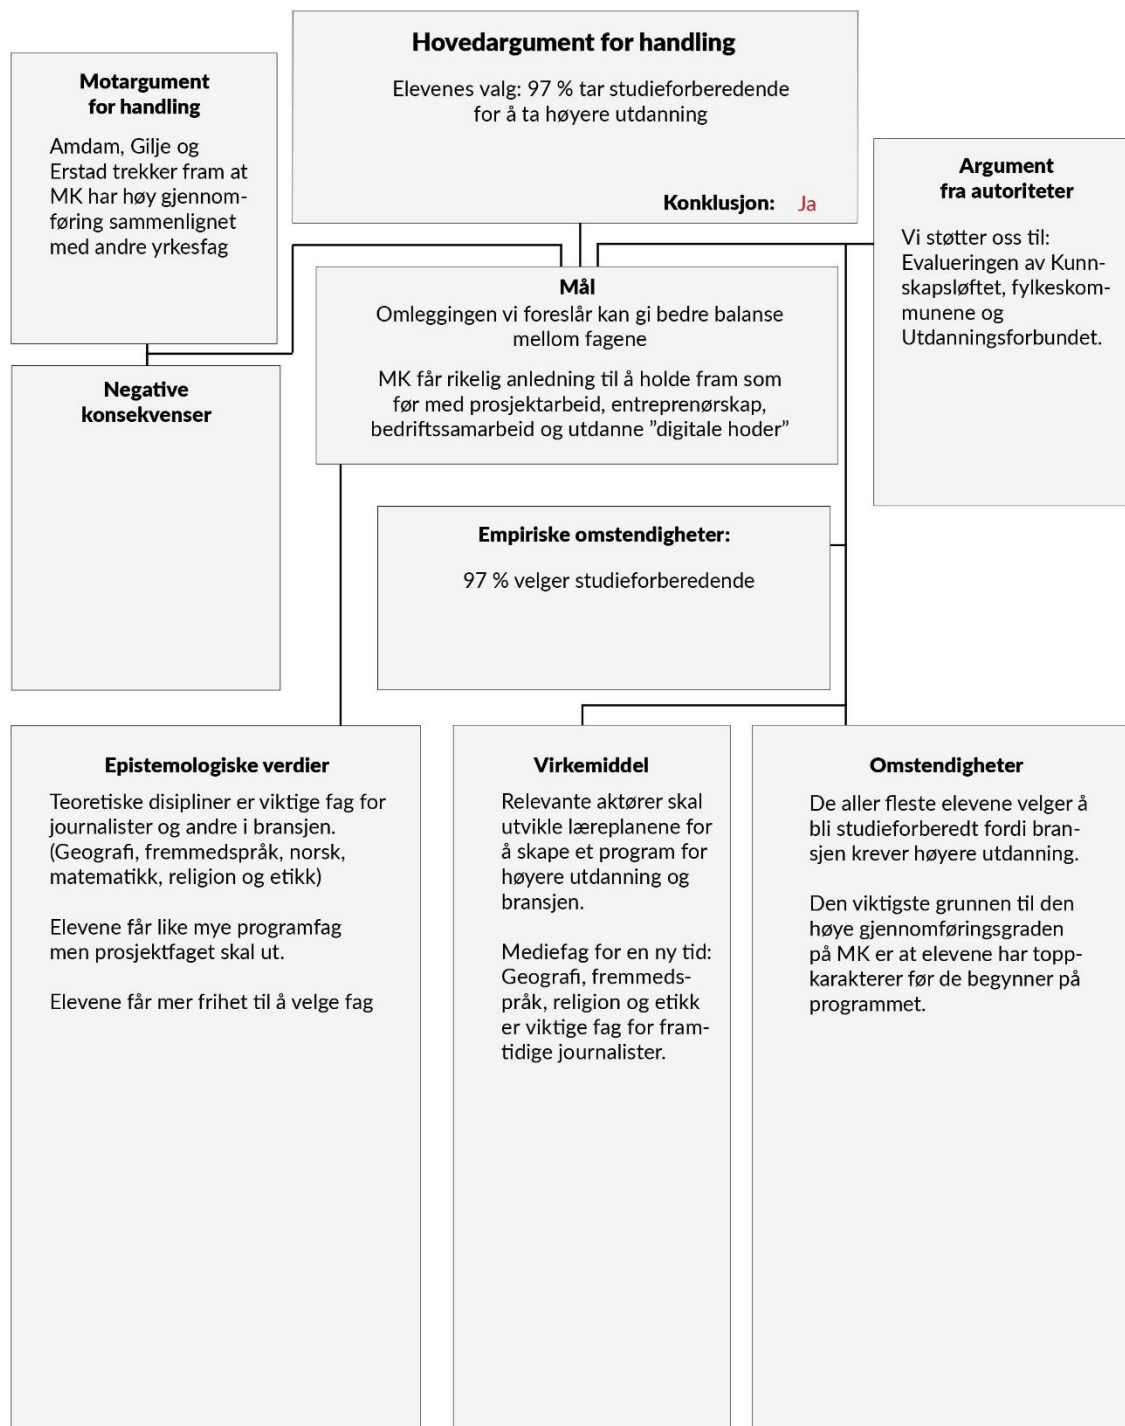 Hovedargument for handling
Elevenes valg: 97 % tar studieforberedende
for å ta høyere utdanning
Konklusjon: Ja
Motargument
for handling
Amdam, Gilje og
Erstad trekker fram at
MK har høy gjennom-
føring sammenlignet
med andre yrkesfag
Argument
fra autoriteter
Vi støtter oss til:
Evalueringen av Kunn-
skapsløftet, fylkeskom-
munene og
Utdanningsforbundet.
Mål
Omleggingen vi foreslår kan gi bedre balanse
mellom fagene
MK får rikelig anledning til å holde fram som
før med prosjektarbeid, entreprenørskap,
bedriftssamarbeid og utdanne ”digitale hoder”
Negative
konsekvenser
Empiriske omstendigheter:
97 % velger studieforberedende
Epistemologiske verdier
Teoretiske disipliner er viktige fag for
journalister og andre i bransjen.
(Geografi, fremmedspråk, norsk,
matematikk, religion og etikk)
Elevene får like mye programfag
men prosjektfaget skal ut.
Elevene får mer frihet til å velge fag
Virkemiddel
Relevante aktører skal
utvikle læreplanene for
å skape et program for
høyere utdanning og
bransjen.
Mediefag for en ny tid:
Geografi, fremmeds-
pråk, religion og etikk
er viktige fag for fram-
tidige journalister.
Omstendigheter
De aller fleste elevene velger å
bli studieforberedt fordi bran-
sjen krever høyere utdanning.
Den viktigste grunnen til den
høye gjennomføringsgraden
på MK er at elevene har topp-
karakterer før de begynner på
programmet.